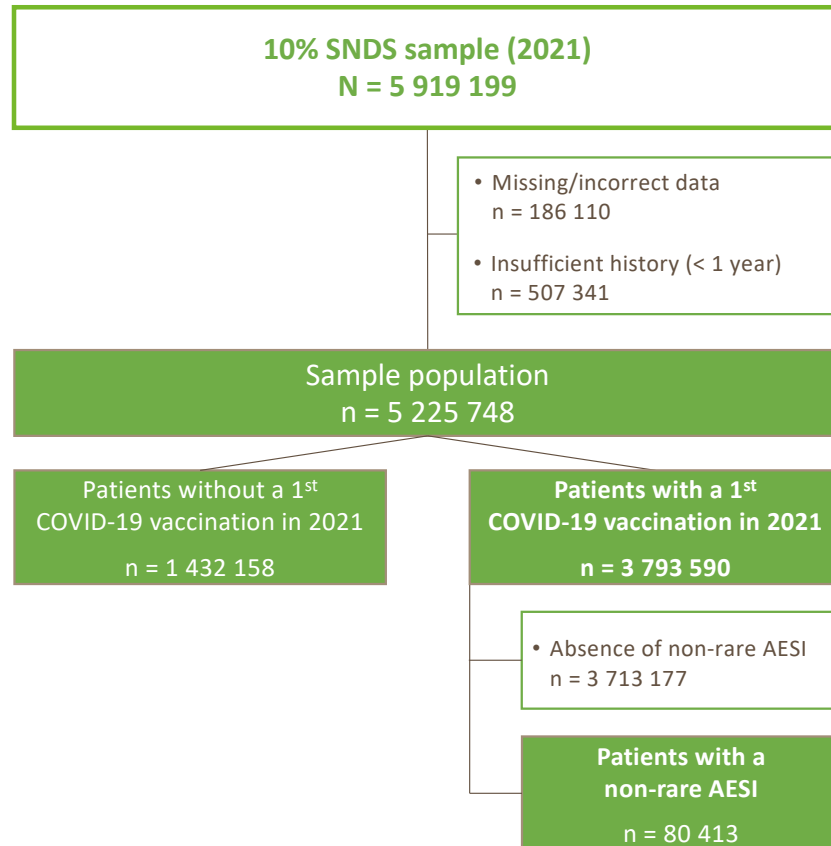 10% SNDS sample (2021)
N = 5 919 199
• Missing/incorrect data
n = 186 110
• Insufficient history (< 1 year)
n = 507 341
Sample population
n = 5 225 748
Patients without a 1st
COVID-19 vaccination in 2021
n = 1 432 158
Patients with a 1st
COVID-19 vaccination in 2021
n = 3 793 590
• Absence of non-rare AESI
n = 3 713 177
Patients with a
non-rare AESI
n = 80 413